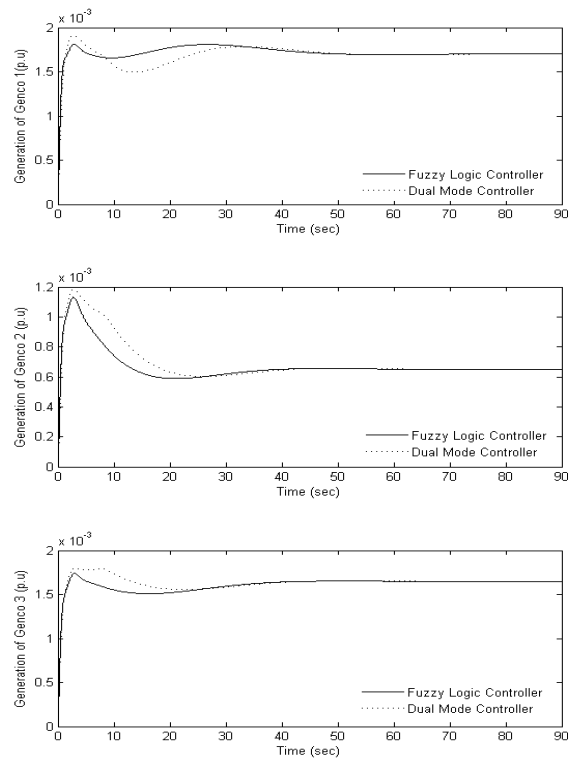 x 10-3
2
1.5
1
0.5
0
Generation of Genco 1(p.u)
Fuzzy Logic Controller
Dual Mode Controller
0 10 20 30 40 50 60 70 80 90
Time (sec)
x 10-3
1.2
1
0.8
0.6
0.4
0.2
0
Generation of Genco 2 (p.u)
Fuzzy Logic Controller
Dual Mode Controller
0 10 20 30 40 50 60 70 80 90
Time (sec)
x 10-3
2
1.5
1
0.5
0
Generation of Genco 3 (p.u)
Fuzzy Logic Controller
Dual Mode Controller
0 10 20 30 40 50 60 70 80 90
Time (sec)